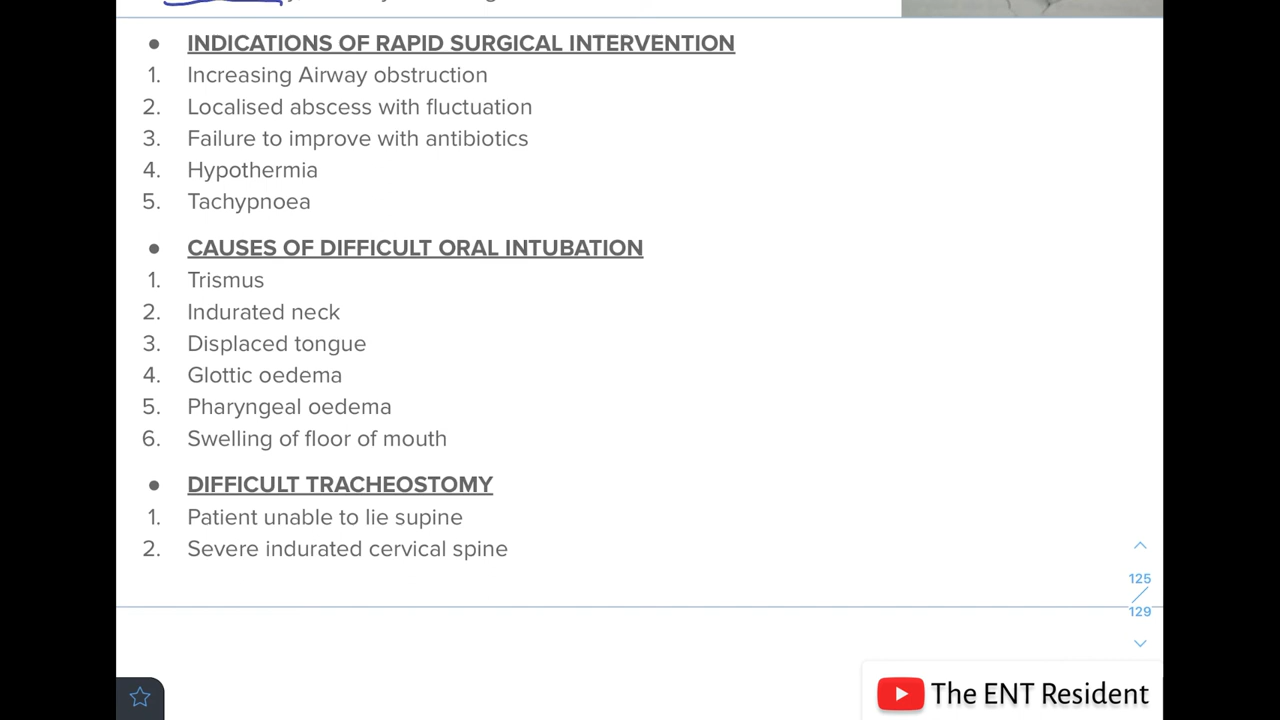 ● INDICATIONS OF RAPID SURGICAL INTERVENTION
1. Increasing Airway obstruction
2. Localised abscess with fluctuation
3. Failure to improve with antibiotics
4. Hypothermia
5. Tachypnoea
● CAUSES OF DIFFICULT ORAL INTUBATION
1. Trismus
2. Indurated neck
3. Displaced tongue
4. Glottic oedema
5. Pharyngeal oedema
6. Swelling of floor of mouth
● DIFFICULT TRACHEOSTOMY
1. Patient unable to lie supine
2. Severe indurated cervical spine
125
129
The ENT Resident